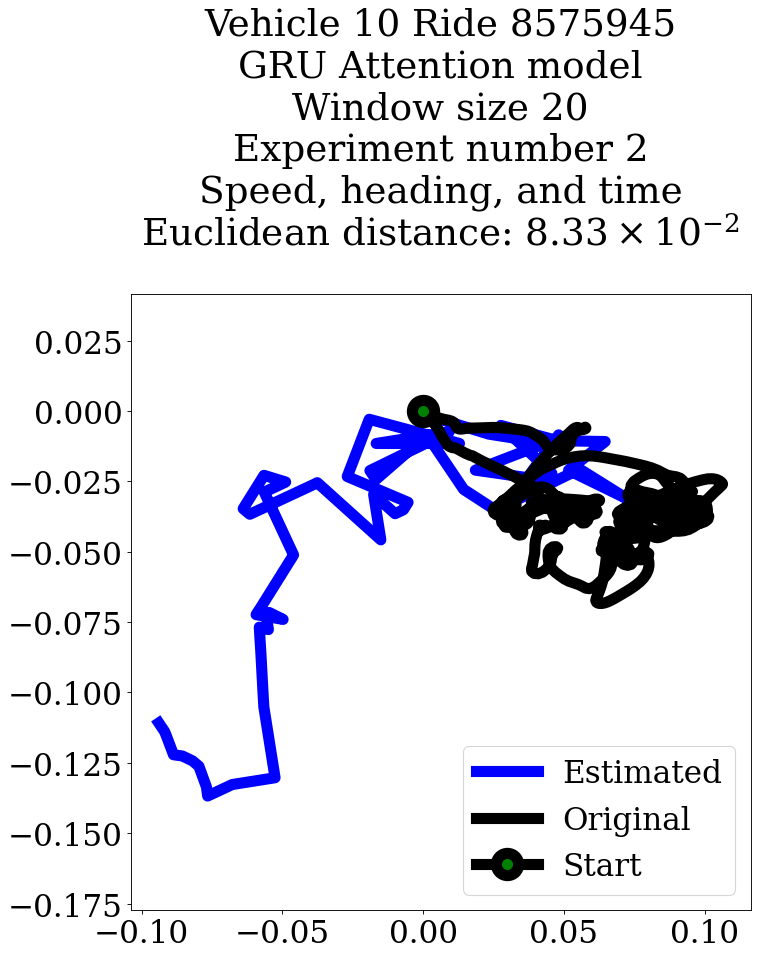 Vehicle 10 Ride 8575945
GRU Attention model
Window size 20
Experiment number 2
Speed, heading, and time
Euclidean distance: 8.33 × 10⁻²
0.025
0.000
−0.025
−0.050
−0.075
−0.100
−0.125
−0.150
−0.175
Estimated
Original
Start
−0.10 −0.05 0.00 0.05 0.10